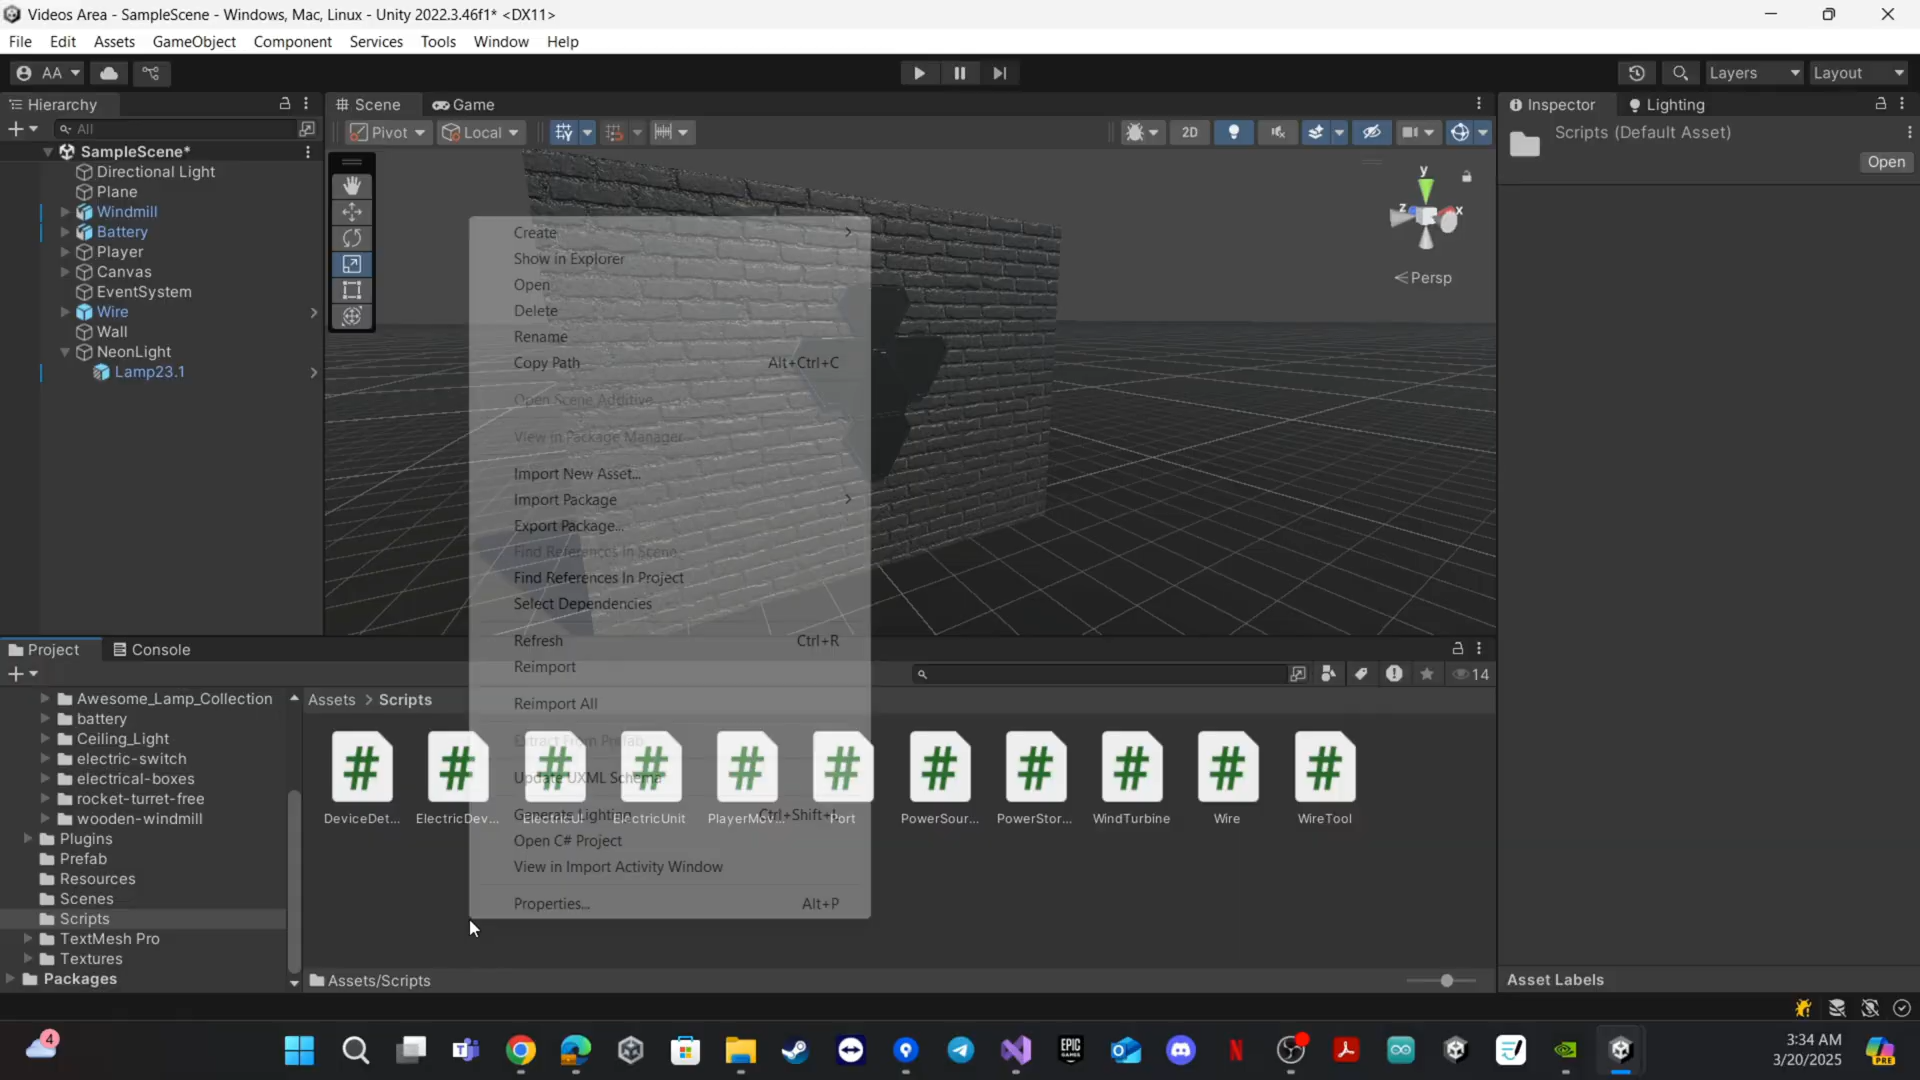 Videos Area - SampleScene - Windows, Mac, Linux - Unity 2022.3.46f1* <DX11>
File Edit Assets GameObject Component Services Tools Window Help
AA
Layers Layout
Hierarchy
All
SampleScene*
Directional Light
Plane
Windmill
Battery
Player
Canvas
EventSystem
Wire
Wall
NeonLight
Lamp23.1
Scene Game
Pivot Local 2D
y
z x
Persp
Create
Show in Explorer
Open
Delete
Rename
Copy Path Alt+Ctrl+C
Open Scene Additive
View in Package Manager
Import New Asset...
Import Package
Export Package...
Find References In Scene
Find References In Project
Select Dependencies
Refresh Ctrl+R
Reimport
Reimport All
Extract From Prefab
Update UXML Schema
Generate Lighting Ctrl+Shift+L
Open C# Project
View in Import Activity Window
Properties... Alt+P
Inspector Lighting
Scripts (Default Asset)
Open
Project Console
14
Awesome_Lamp_Collection
battery
Ceiling_Light
electric-switch
electrical-boxes
rocket-turret-free
wooden-windmill
Plugins
Prefab
Resources
Scenes
Scripts
TextMesh Pro
Textures
Packages
Assets > Scripts
# # # # # # # # # # #
DeviceDet... ElectricDev... ElectricUnit PlayerMov... Port PowerSour... PowerStor... WindTurbine Wire WireTool
Assets/Scripts
Asset Labels
4
EPIC GAMES
PRE
3:34 AM
3/20/2025